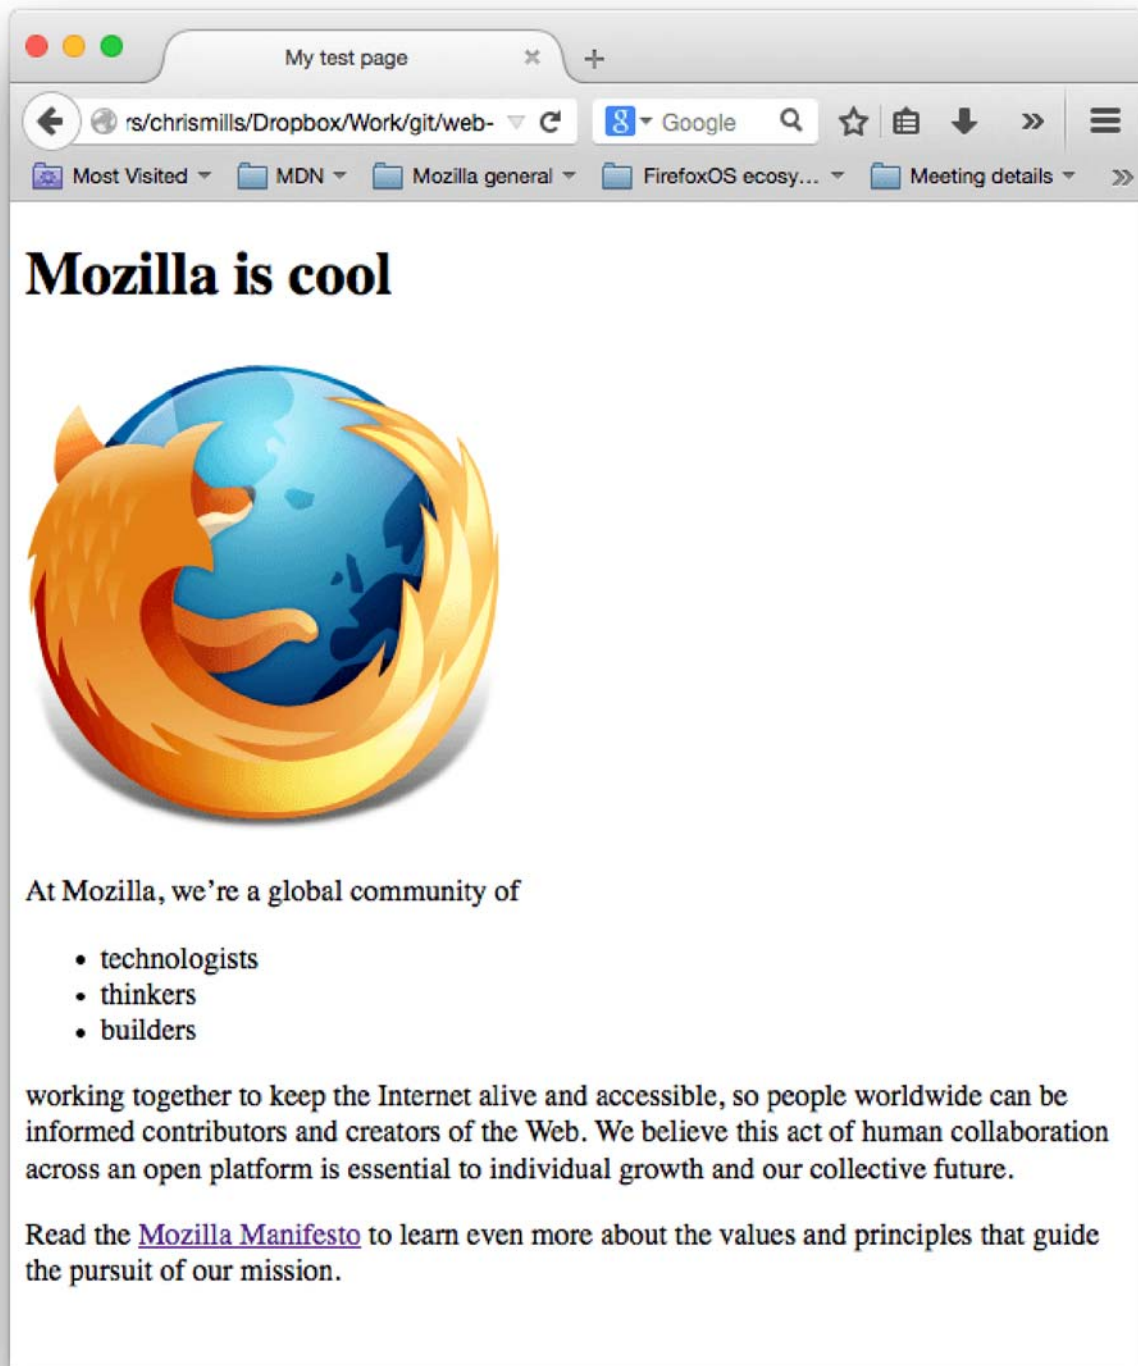 My test page
rs/chrismills/Dropbox/Work/git/web-
8 Google
Most Visited MDN Mozilla general FirefoxOS ecosy... Meeting details
Mozilla is cool
At Mozilla, we’re a global community of
• technologists
• thinkers
• builders
working together to keep the Internet alive and accessible, so people worldwide can be
informed contributors and creators of the Web. We believe this act of human collaboration
across an open platform is essential to individual growth and our collective future.
Read the Mozilla Manifesto to learn even more about the values and principles that guide
the pursuit of our mission.